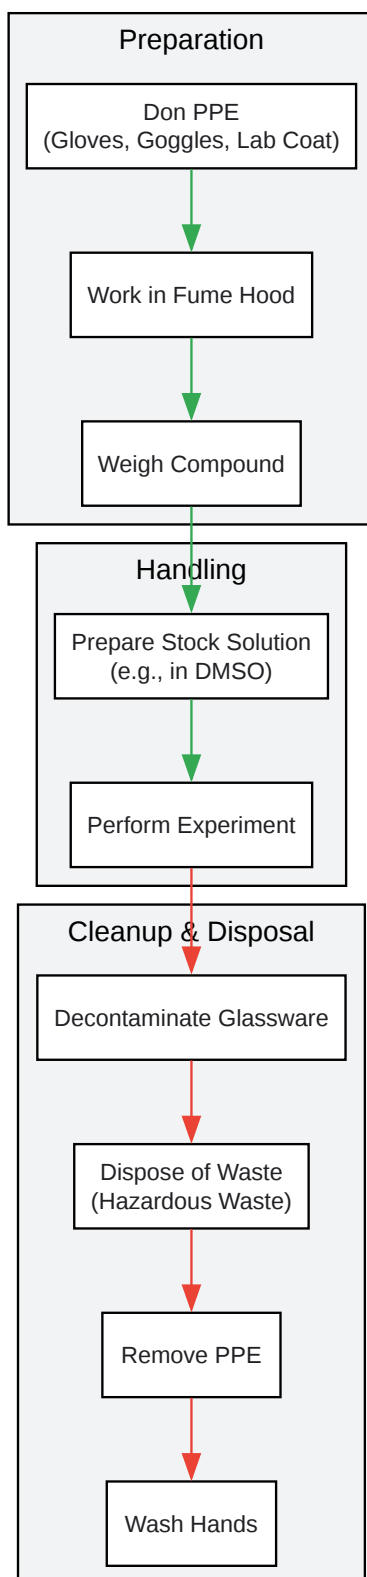 Preparation
Don PPE
(Gloves, Goggles, Lab Coat)
Work in Fume Hood
Weigh Compound
Handling
Prepare Stock Solution
(e.g., in DMSO)
Perform Experiment
Cleanup & Disposal
Decontaminate Glassware
Dispose of Waste
(Hazardous Waste)
Remove PPE
Wash Hands